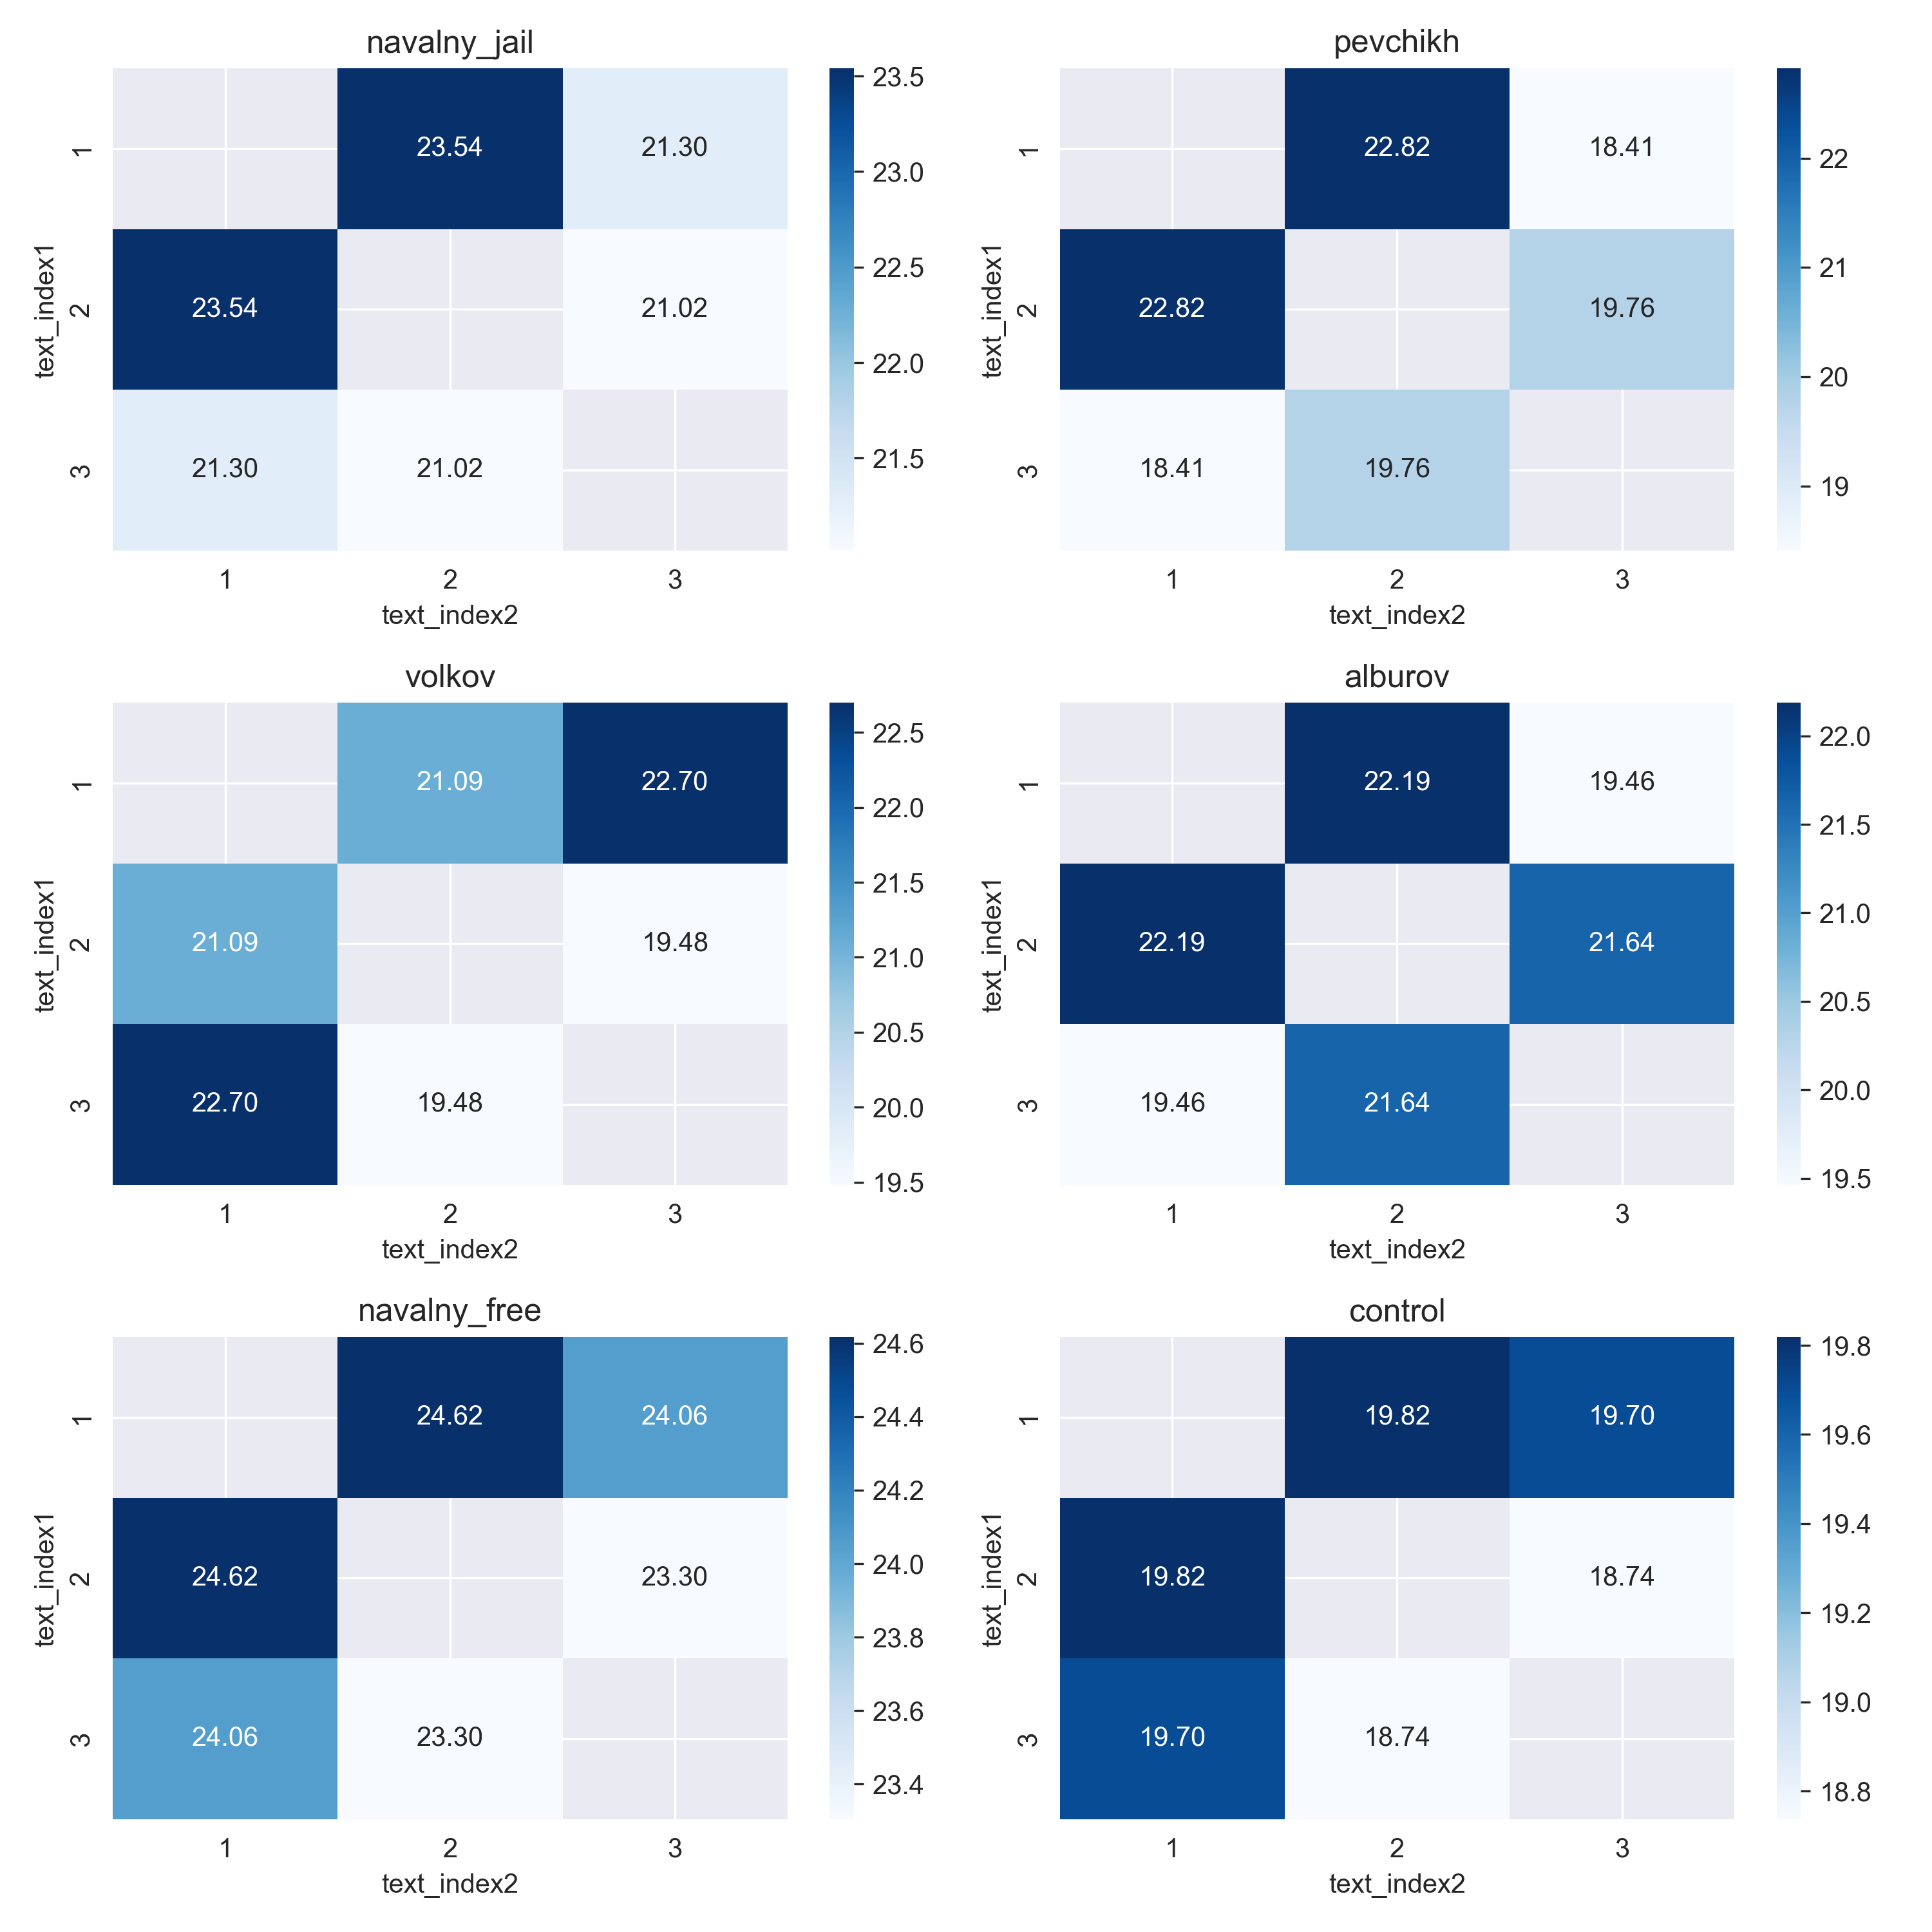 navalny_jail
23.54 21.30
23.54 21.02
21.30 21.02
1 2 3
text_index2
1
2
3
text_index1
23.5
23.0
22.5
22.0
21.5
pevchikh
22.82 18.41
22.82 19.76
18.41 19.76
1 2 3
text_index2
1
2
3
text_index1
22
21
20
19
volkov
21.09 22.70
21.09 19.48
22.70 19.48
1 2 3
text_index2
1
2
3
text_index1
22.5
22.0
21.5
21.0
20.5
20.0
19.5
alburov
22.19 19.46
22.19 21.64
19.46 21.64
1 2 3
text_index2
1
2
3
text_index1
22.0
21.5
21.0
20.5
20.0
19.5
navalny_free
24.62 24.06
24.62 23.30
24.06 23.30
1 2 3
text_index2
1
2
3
text_index1
24.6
24.4
24.2
24.0
23.8
23.6
23.4
control
19.82 19.70
19.82 18.74
19.70 18.74
1 2 3
text_index2
1
2
3
text_index1
19.8
19.6
19.4
19.2
19.0
18.8